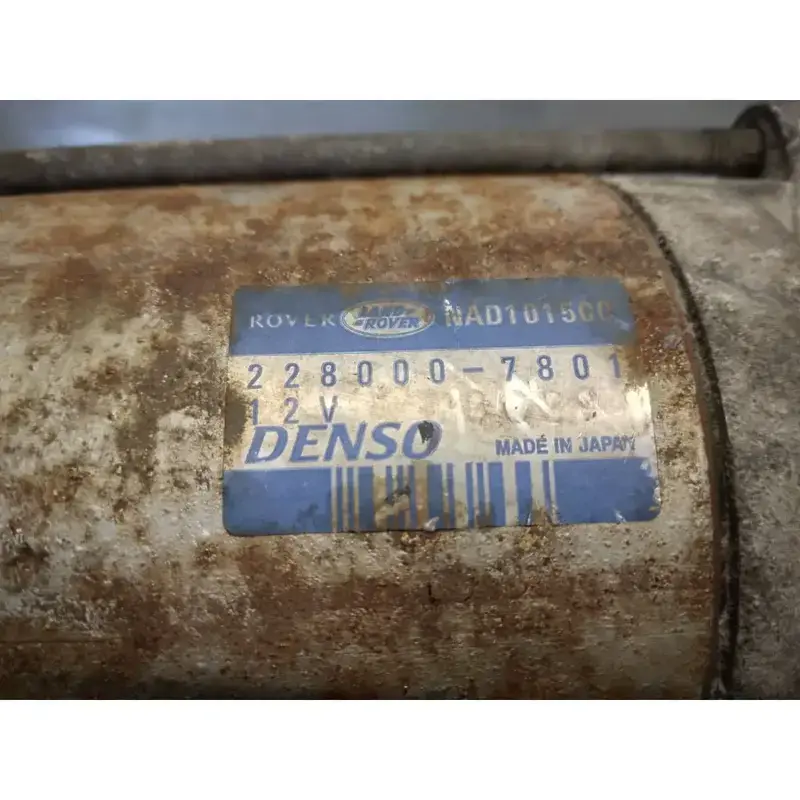 ROVER LAND ROVER NAD101500
228000-7801
12V
DENSO MADE IN JAPAN